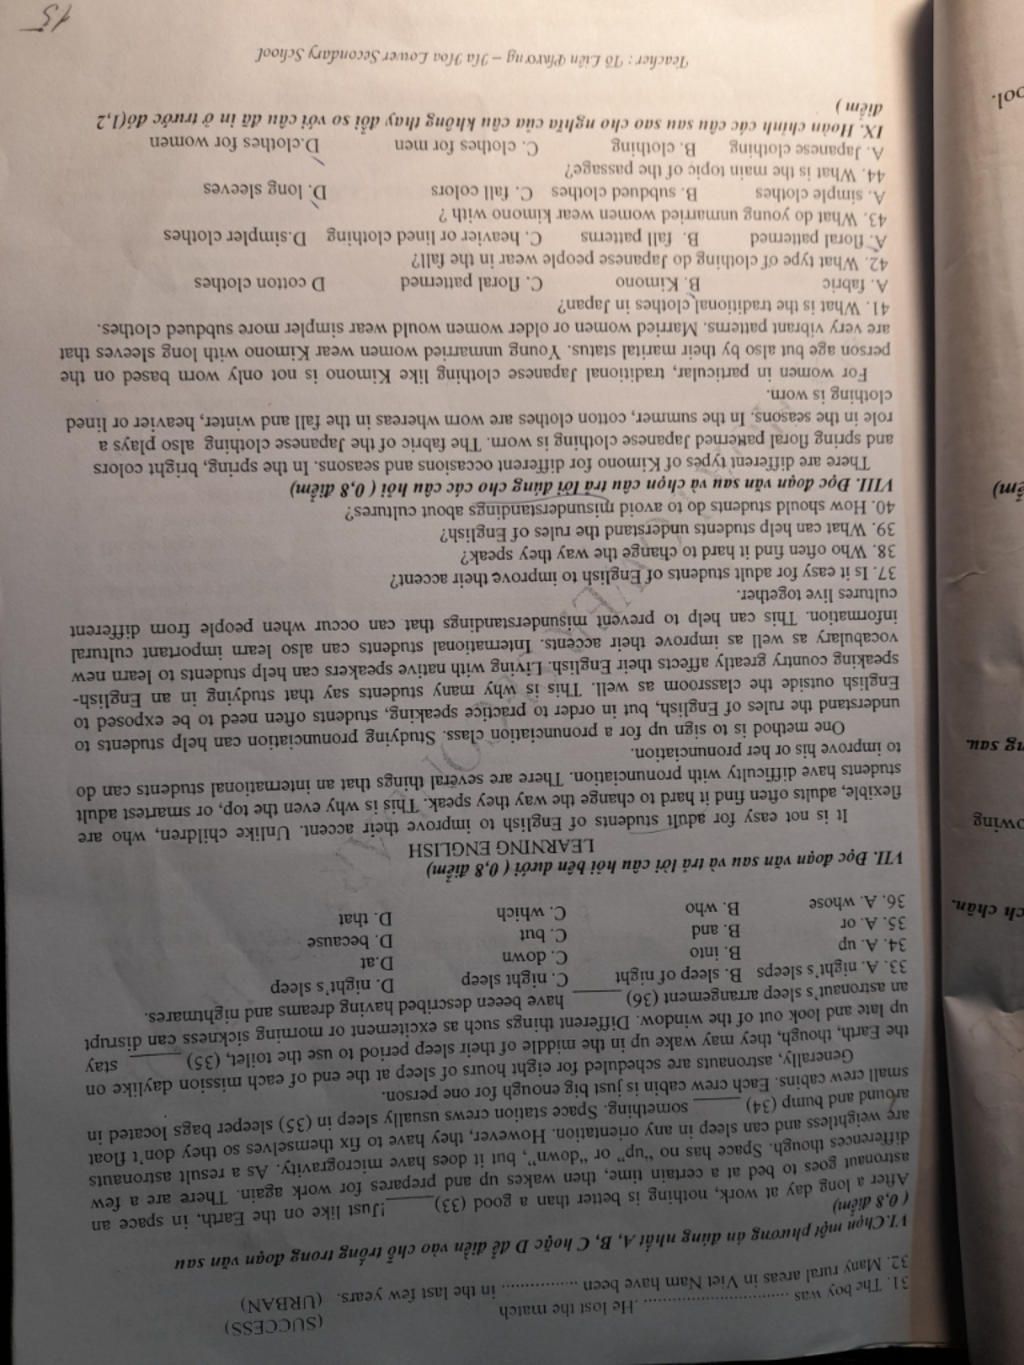 31. The boy was ............................ .He lost the match (SUCCESS)
32. Many rural areas in Viet Nam have been ............... in the last few years. (URBAN)
VI.Chọn một phương án đúng nhất A, B, C hoặc D để điền vào chỗ trống trong đoạn văn sau
( 0,8 điểm)
After a long day at work, nothing is better than a good (33)_____!Just like on the Earth, in space an
astronaut goes to bed at a certain time, then wakes up and prepares for work again. There are a few
differences though. Space has no “up” or “down”, but it does have microgravity. As a result astronauts
are weightless and can sleep in any orientation. However, they have to fix themselves so they don’t float
around and bump (34) _____ something. Space station crews usually sleep in (35) sleeper bags located in
small crew cabins. Each crew cabin is just big enough for one person.
Generally, astronauts are scheduled for eight hours of sleep at the end of each mission daylike on
the Earth, though, they may wake up in the middle of their sleep period to use the toilet, (35) _____ stay
up late and look out of the window. Different things such as excitement or morning sickness can disrupt
an astronaut’s sleep arrangement (36) _____ have beeen described having dreams and nightmares.
33. A. night’s sleeps B. sleep of night C. night sleep D. night’s sleep
34. A. up B. into C. down D.at
35. A. or B. and C. but D. because
36. A. whose B. who C. which D. that
VII. Đọc đoạn văn sau và trả lời câu hỏi bên dưới ( 0,8 điểm)
LEARNING ENGLISH
It is not easy for adult students of English to improve their accent. Unlike children, who are
flexible, adults often find it hard to change the way they speak. This is why even the top, or smartest adult
students have difficulty with pronunciation. There are several things that an international students can do
to improve his or her pronunciation.
One method is to sign up for a pronunciation class. Studying pronunciation can help students to
understand the rules of English, but in order to practice speaking, students often need to be exposed to
English outside the classroom as well. This is why many students say that studying in an English-
speaking country greatly affects their English. Living with native speakers can help students to learn new
vocabulary as well as improve their accents. International students can also learn important cultural
information. This can help to prevent misunderstandings that can occur when people from different
cultures live together.
37. Is it easy for adult students of English to improve their accent?
38. Who often find it hard to change the way they speak?
39. What can help students understand the rules of English?
40. How should students do to avoid misunderstandings about cultures?
VIII. Đọc đoạn văn sau và chọn câu trả lời đúng cho các câu hỏi ( 0,8 điểm)
There are different types of Kimono for different occasions and seasons. In the spring, bright colors
and spring floral patterned Japanese clothing is worn. The fabric of the Japanese clothing also plays a
role in the seasons. In the summer, cotton clothes are worn whereas in the fall and winter, heavier or lined
clothing is worn.
For women in particular, traditional Japanese clothing like Kimono is not only worn based on the
person age but also by their marital status. Young unmarried women wear Kimono with long sleeves that
are very vibrant patterns. Married women or older women would wear simpler more subdued clothes.
41. What is the traditional clothes in Japan?
A. fabric B. Kimono C. floral patterned D cotton clothes
42. What type of clothing do Japanese people wear in the fall?
A. floral patterned B. fall patterns C. heavier or lined clothing D.simpler clothes
43. What do young unmarried women wear kimono with ?
A. simple clothes B. subdued clothes C. fall colors D. long sleeves
44. What is the main topic of the passage?
A. Japanese clothing B. clothing C. clothes for men D.clothes for women
IX. Hoàn chỉnh các câu sau sao cho nghĩa của câu không thay đổi so với câu đã in ở trước đó(1,2
điểm )
Teacher : Tô Liên Phương – Hạ Hoa Lower Secondary School
15
ch chân.
owing
ng sau
ểm)
ool.